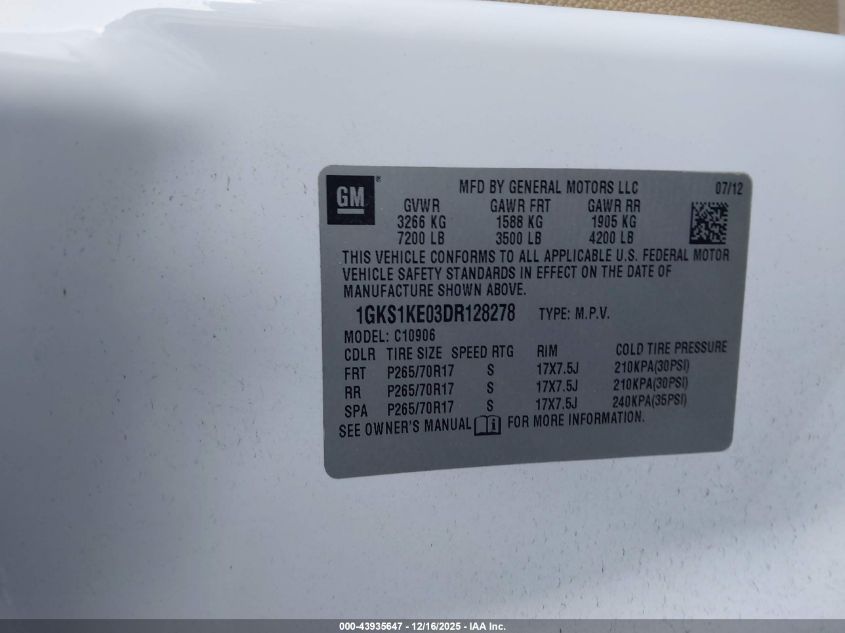 GM ®
MFD BY GENERAL MOTORS LLC 07/12
GVWR GAWR FRT GAWR RR
3266 KG 1588 KG 1905 KG
7200 LB 3500 LB 4200 LB
THIS VEHICLE CONFORMS TO ALL APPLICABLE U.S. FEDERAL MOTOR
VEHICLE SAFETY STANDARDS IN EFFECT ON THE DATE OF
MANUFACTURE SHOWN ABOVE.
1GKS1KE03DR128278 TYPE: M.P.V.
MODEL: C10906
CDLR TIRE SIZE SPEED RTG RIM COLD TIRE PRESSURE
FRT P265/70R17 S 17X7.5J 210KPA(30PSI)
RR P265/70R17 S 17X7.5J 210KPA(30PSI)
SPA P265/70R17 S 17X7.5J 240KPA(35PSI)
SEE OWNER'S MANUAL FOR MORE INFORMATION.
000-43935647 - 12/16/2025 - IAA Inc.